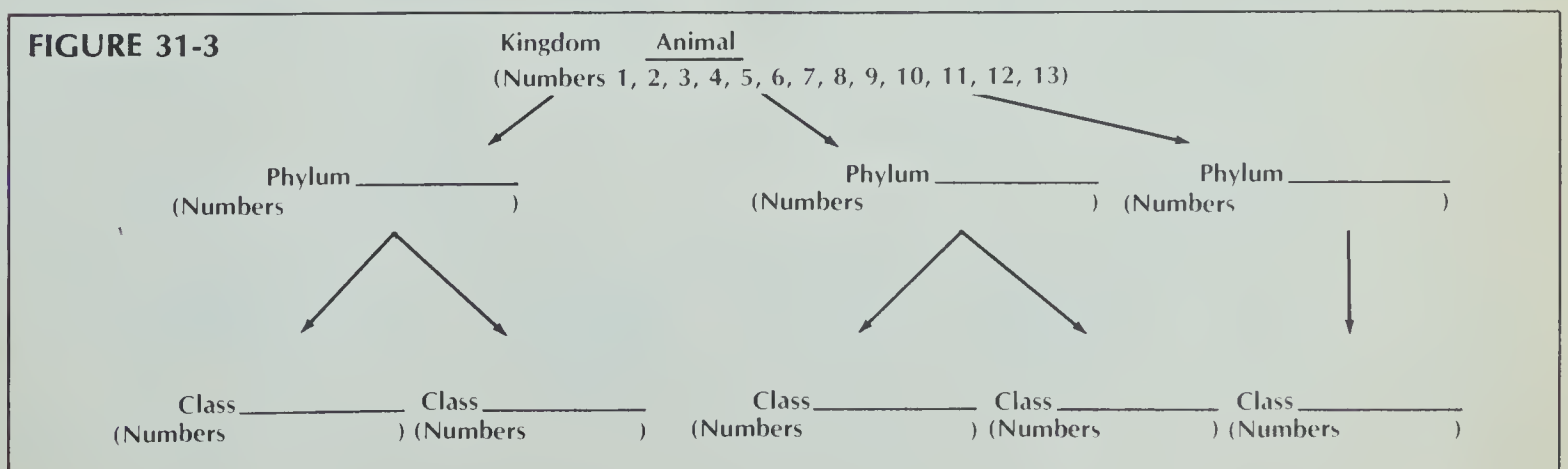 FIGURE 31-3
Kingdom Animal
(Numbers 1, 2, 3, 4, 5, 6, 7, 8, 9, 10, 11, 12, 13)
Phylum Phylum Phylum
(Numbers ) (Numbers ) (Numbers )
Class Class Class Class Class
(Numbers ) (Numbers ) (Numbers ) (Numbers ) (Numbers )